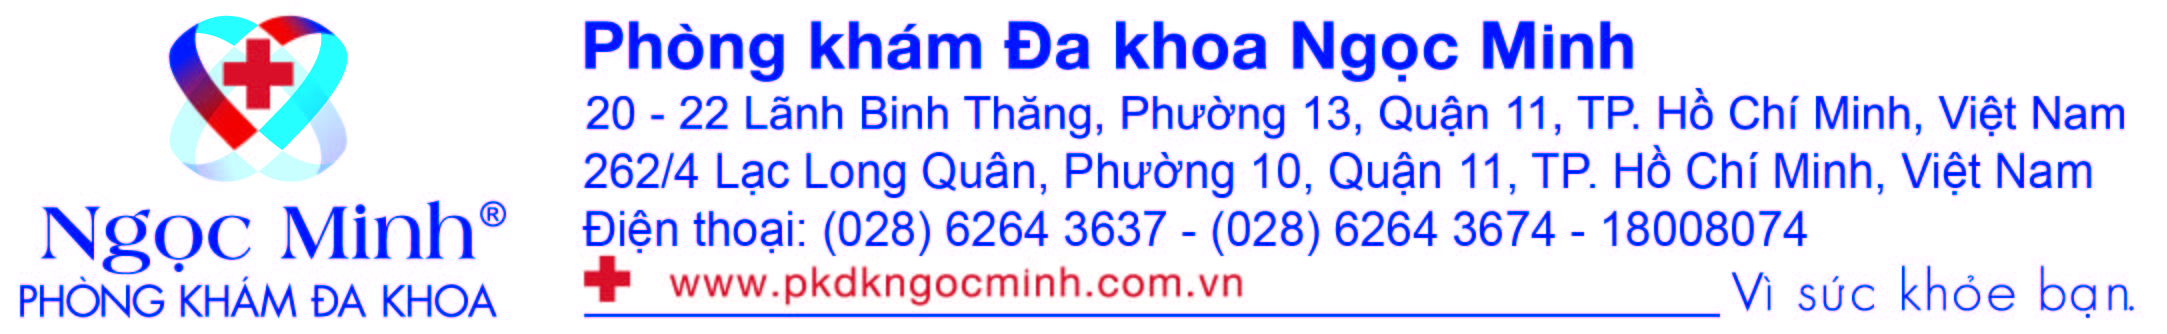 Ngọc Minh®
PHÒNG KHÁM ĐA KHOA
Phòng khám Đa khoa Ngọc Minh
20 - 22 Lãnh Binh Thăng, Phường 13, Quận 11, TP. Hồ Chí Minh, Việt Nam
262/4 Lạc Long Quân, Phường 10, Quận 11, TP. Hồ Chí Minh, Việt Nam
Điện thoại: (028) 6264 3637 - (028) 6264 3674 - 18008074
www.pkdkngocminh.com.vn
Vì sức khỏe bạn.